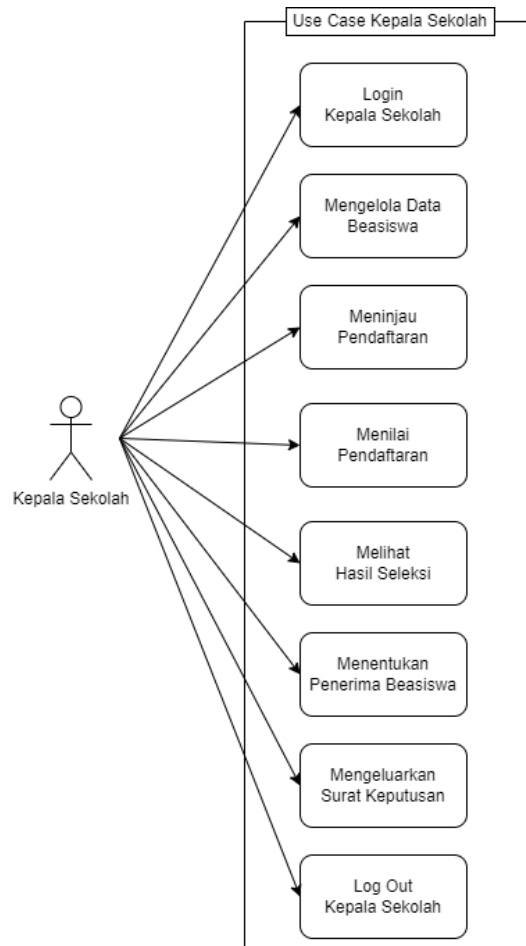 Use Case Kepala Sekolah
Login
Kepala Sekolah
Mengelola Data
Beasiswa
Meninjau
Pendaftaran
Menilai
Pendaftaran
Kepala Sekolah
Melihat
Hasil Seleksi
Menentukan
Penerima Beasiswa
Mengeluarkan
Surat Keputusan
Log Out
Kepala Sekolah